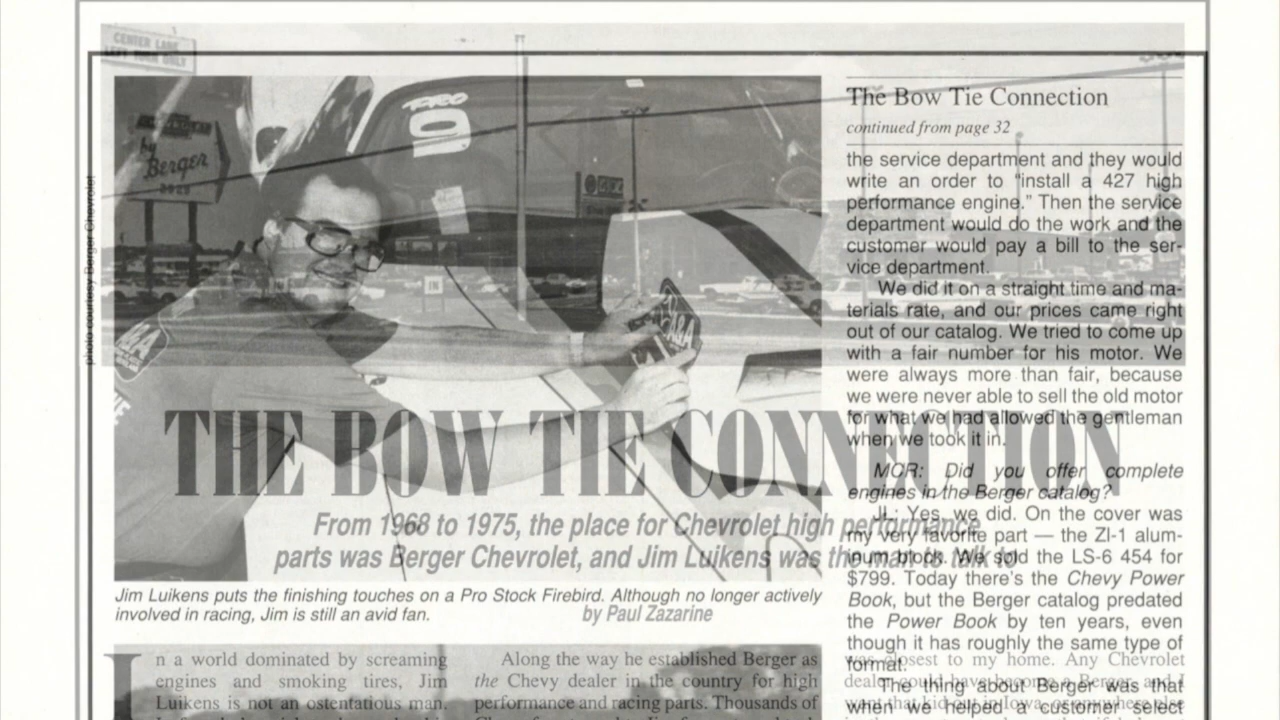 CENTER LANE
LEFT TURN ONLY
by
Berger
PRO
photo courtesy Berger Chevrolet
A&A
A&A
THE BOW TIE CONNECTION
From 1968 to 1975, the place for Chevrolet high performance
parts was Berger Chevrolet, and Jim Luikens was the man to talk to
Jim Luikens puts the finishing touches on a Pro Stock Firebird. Although no longer actively
involved in racing, Jim is still an avid fan.
by Paul Zazarine
In a world dominated by screaming
engines and smoking tires, Jim
Luikens is not an ostentatious man.
Along the way he established Berger as
the Chevy dealer in the country for high
performance and racing parts. Thousands of
The Bow Tie Connection
continued from page 32
the service department and they would
write an order to "install a 427 high
performance engine." Then the service
department would do the work and the
customer would pay a bill to the ser-
vice department.
We did it on a straight time and ma-
terials rate, and our prices came right
out of our catalog. We tried to come up
with a fair number for his motor. We
were always more than fair, because
we were never able to sell the old motor
for what we had allowed the gentleman
when we took it in.
MCR: Did you offer complete
engines in the Berger catalog?
JL: Yes, we did. On the cover was
my very favorite part — the Zl-1 alum-
inum block. We sold the LS-6 454 for
$799. Today there's the Chevy Power
Book, but the Berger catalog predated
the Power Book by ten years, even
though it has roughly the same type of
format.
closest to my home. Any Chevrolet
The thing about Berger was that
when we helped a customer select